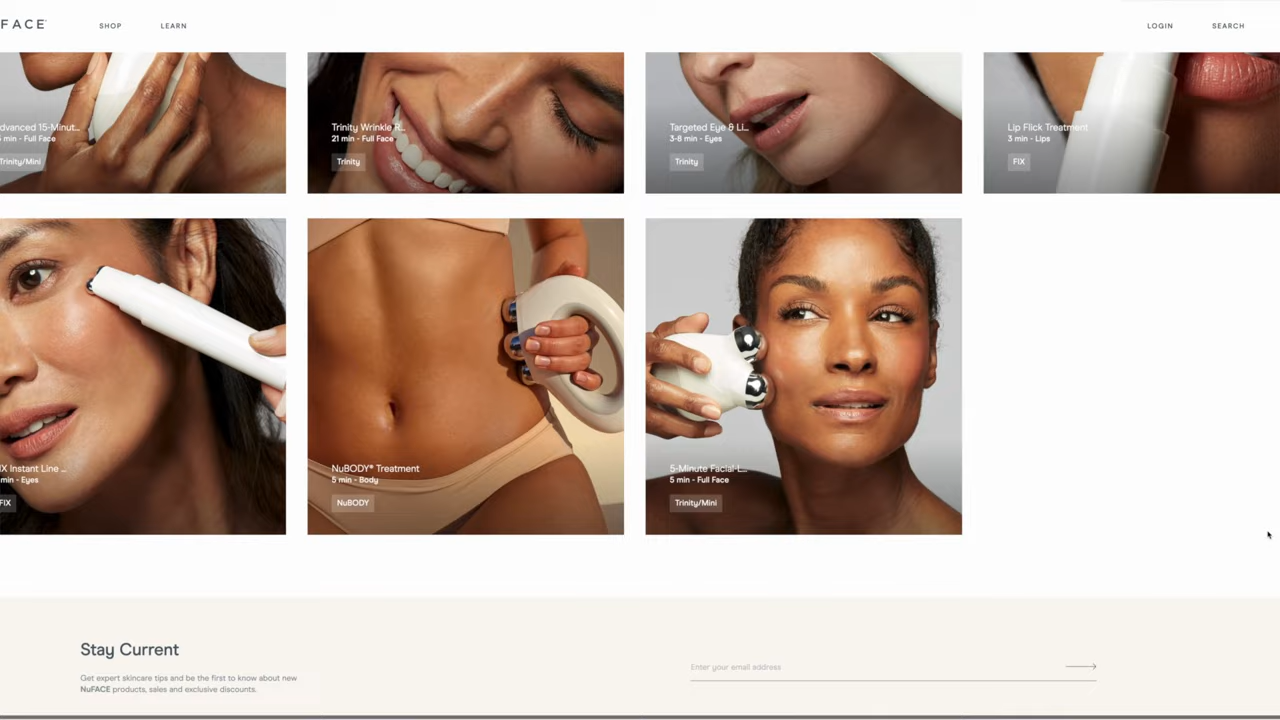 FACE
SHOP
LEARN
LOGIN
SEARCH
dvanced 15-Minut...
min - Full Face
Trinity/Mini
Trinity Wrinkle R...
21 min - Full Face
Trinity
Targeted Eye & Li...
3-8 min - Eyes
Trinity
Lip Flick Treatment
3 min - Lips
FIX
IX Instant Line ...
min - Eyes
FIX
NuBODY® Treatment
5 min - Body
NuBODY
5-Minute Facial-L...
5 min - Full Face
Trinity/Mini
Stay Current
Get expert skincare tips and be the first to know about new
NuFACE products, sales and exclusive discounts.
Enter your email address